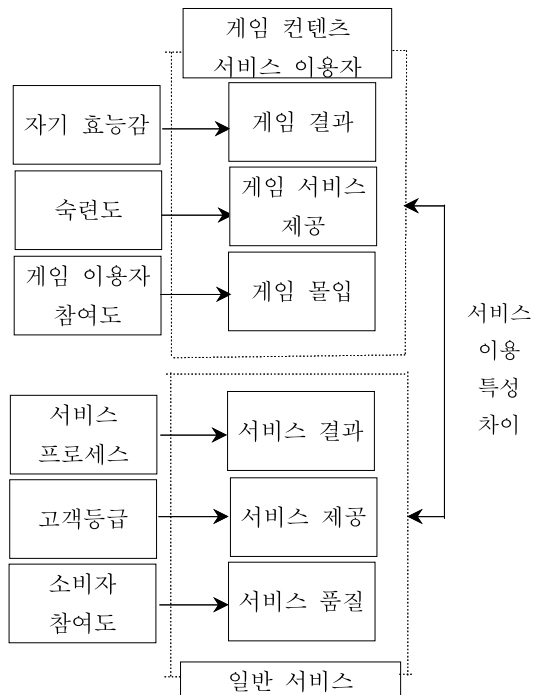 게임 컨텐츠
서비스 이용자
자기 효능감
게임 결과
숙련도
게임 서비스
제공
게임 이용자
참여도
게임 몰입
서비스
이용
특성
차이
서비스
프로세스
서비스 결과
고객등급
서비스 제공
소비자
참여도
서비스 품질
일반 서비스